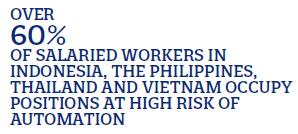 OVER
60%
OF SALARIED WORKERS IN
INDONESIA, THE PHILIPPINES,
THAILAND AND VIETNAM OCCUPY
POSITIONS AT HIGH RISK OF
AUTOMATION